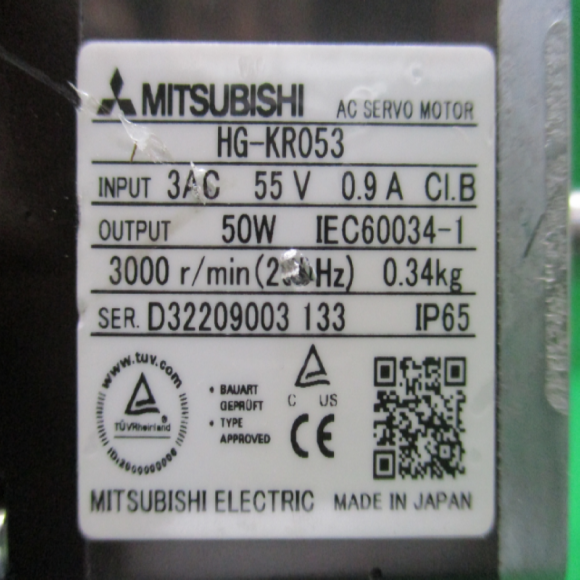 MITSUBISHI AC SERVO MOTOR
HG-KR053
INPUT 3AC 55 V 0.9 A Cl.B
OUTPUT 50W IEC60034-1
3000 r/min 0.34kg
SER. D32209003 133 IP65
www.tuv.com
TÜVRheinland
• BAUART
GEPRÜFT
• TYPE
APPROVED
C US
CE
MITSUBISHI ELECTRIC MADE IN JAPAN